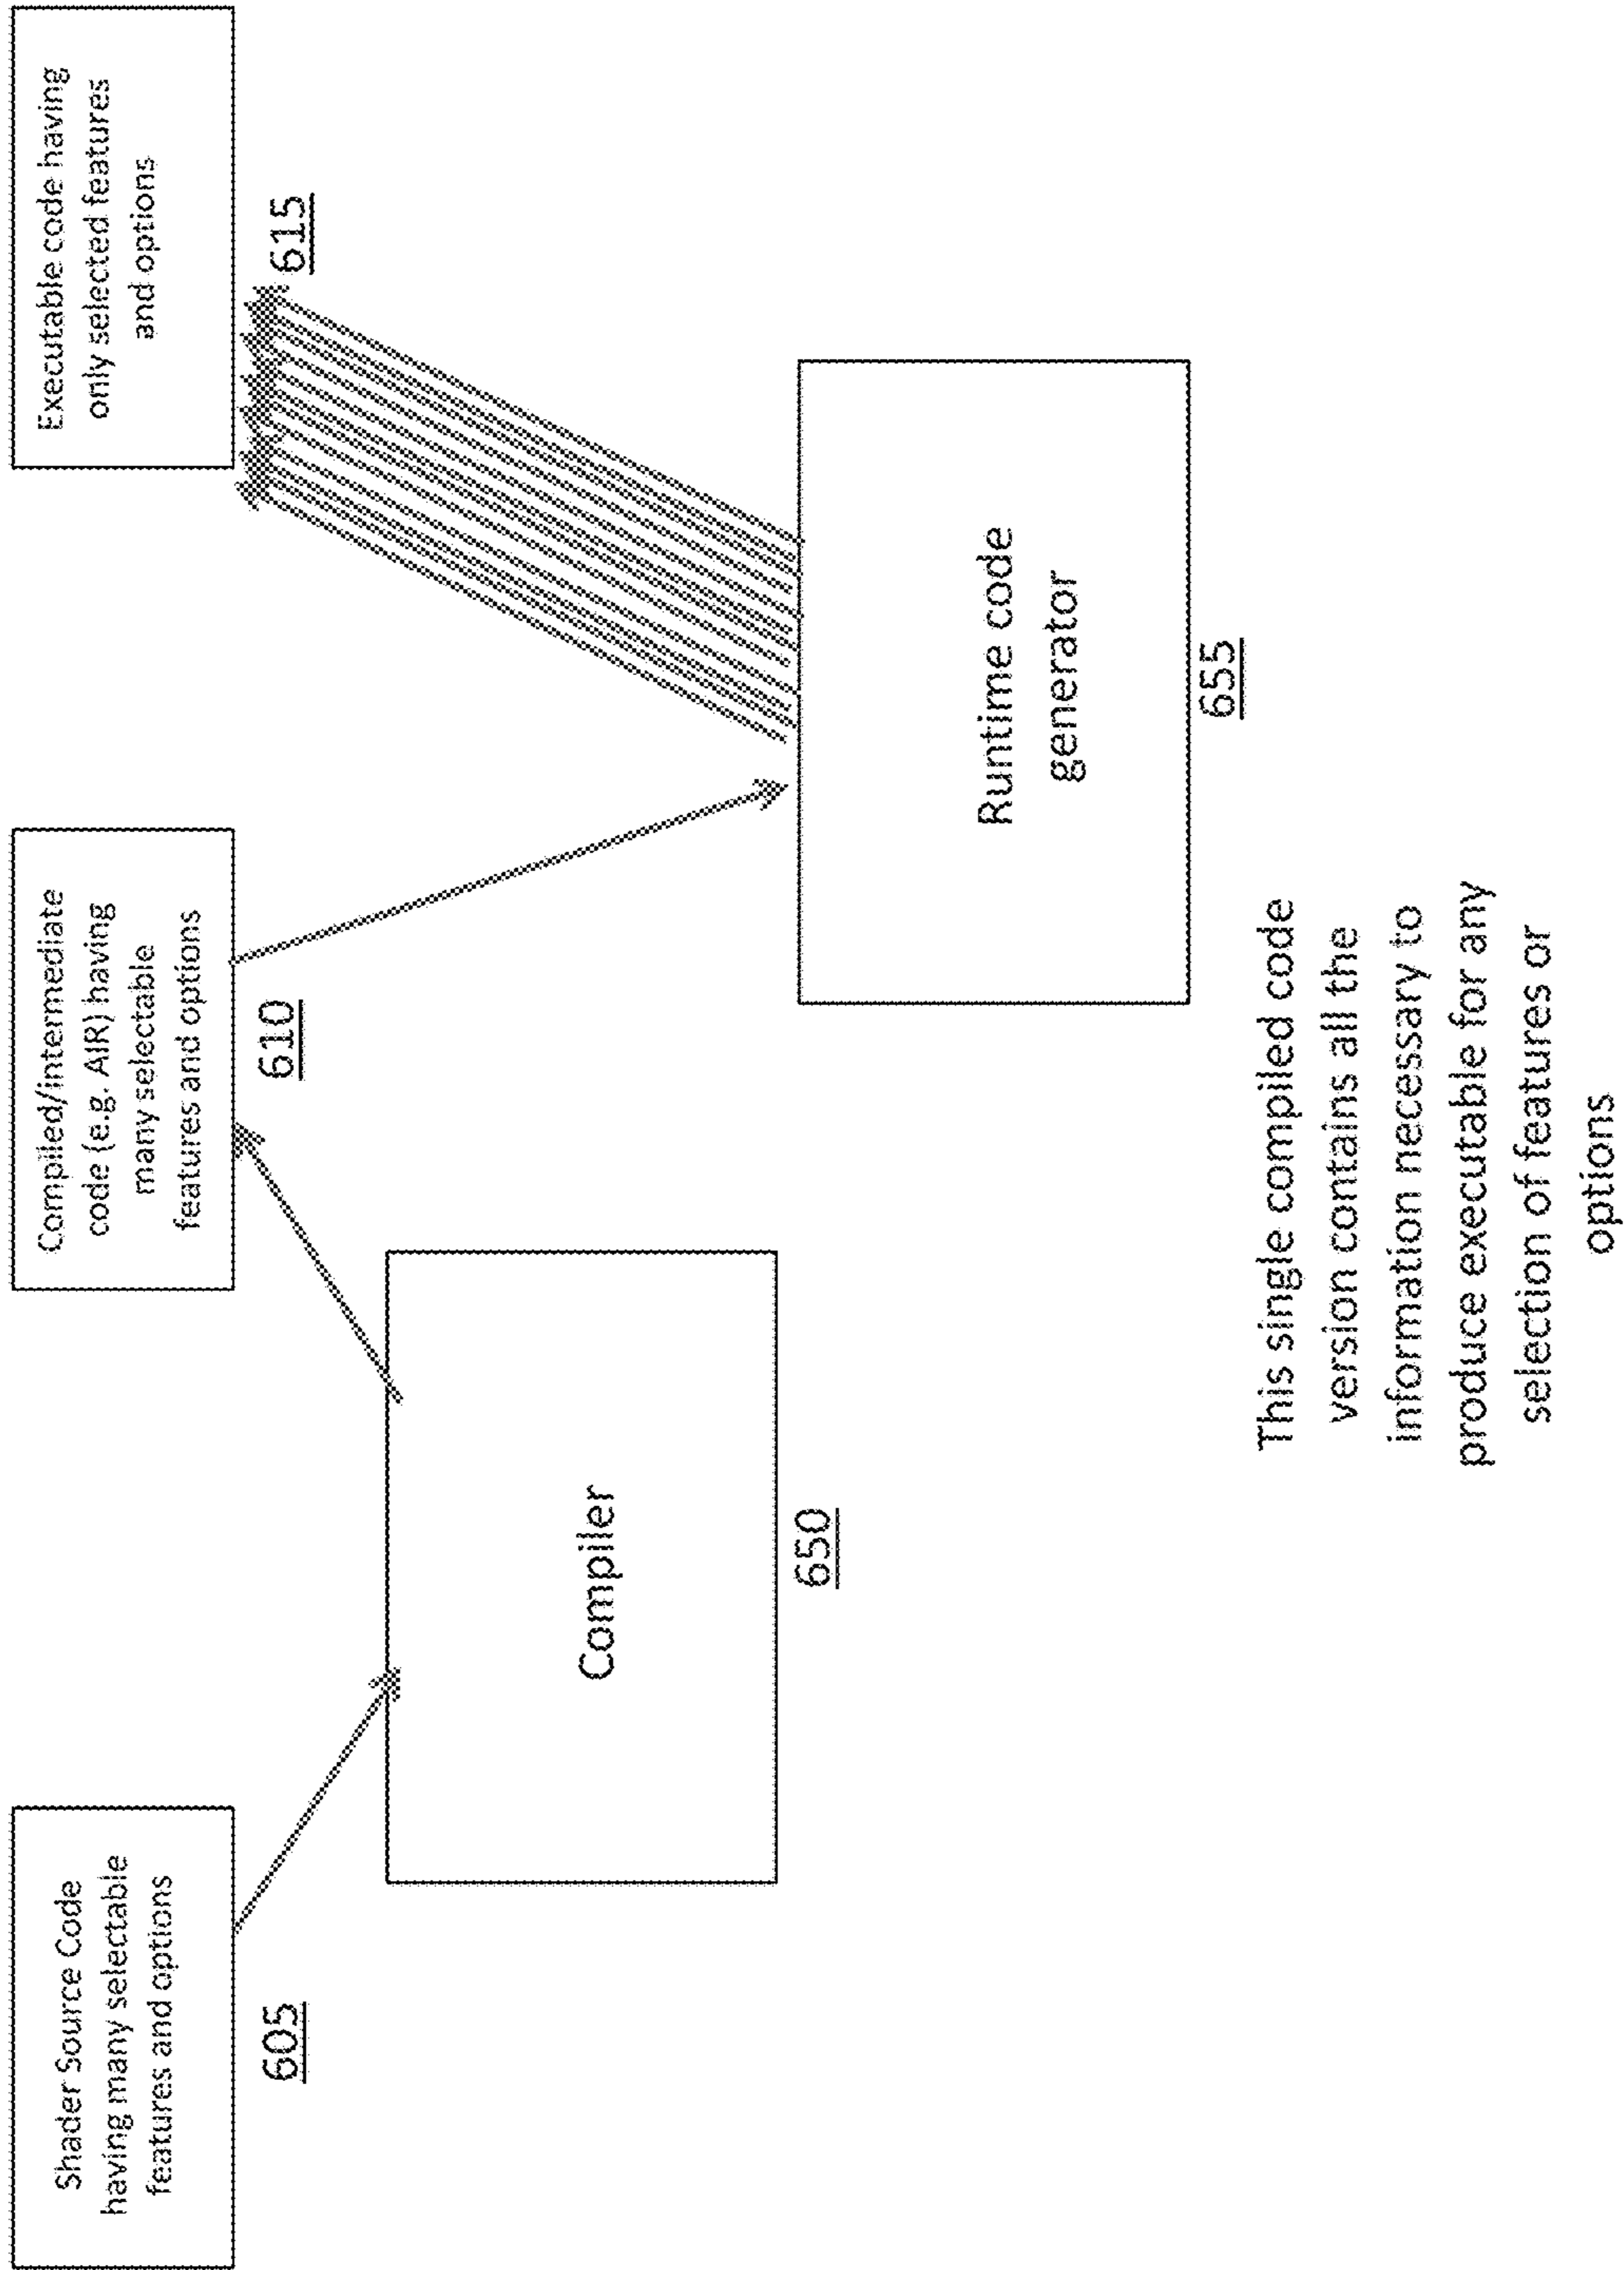 Shader Source Code
having many selectable
features and options
605
Compiler
650
Compiled/intermediate
code (e.g. AIR) having
many selectable
features and options
610
Runtime code
generator
655
Executable code having
only selected features
and options
615
This single compiled code
version contains all the
information necessary to
produce executable for any
selection of features or
options